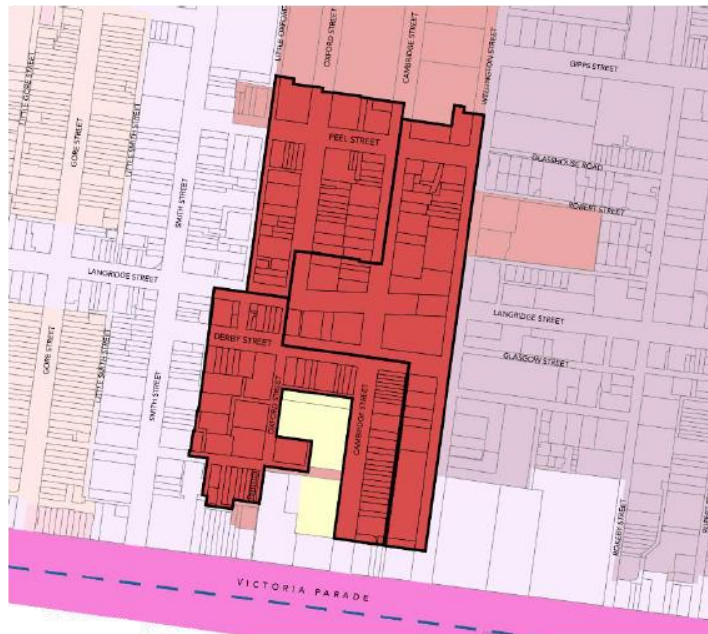 LITTLE OXFORD
OXFORD STREET
CAMBRIDGE STREET
WELLINGTON STREET
GIPPS STREET
LITTLE GORE STREET
GORE STREET
LITTLE SMITH STREET
SMITH STREET
PEEL STREET
GLASSHOUSE ROAD
ROBERT STREET
LANGRIDGE STREET
LANGRIDGE STREET
DERBY STREET
GLASGOW STREET
GORE STREET
LITTLE SMITH STREET
SMITH STREET
OXFORD STREET
CAMBRIDGE STREET
ROKEBY STREET
VICTORIA PARADE